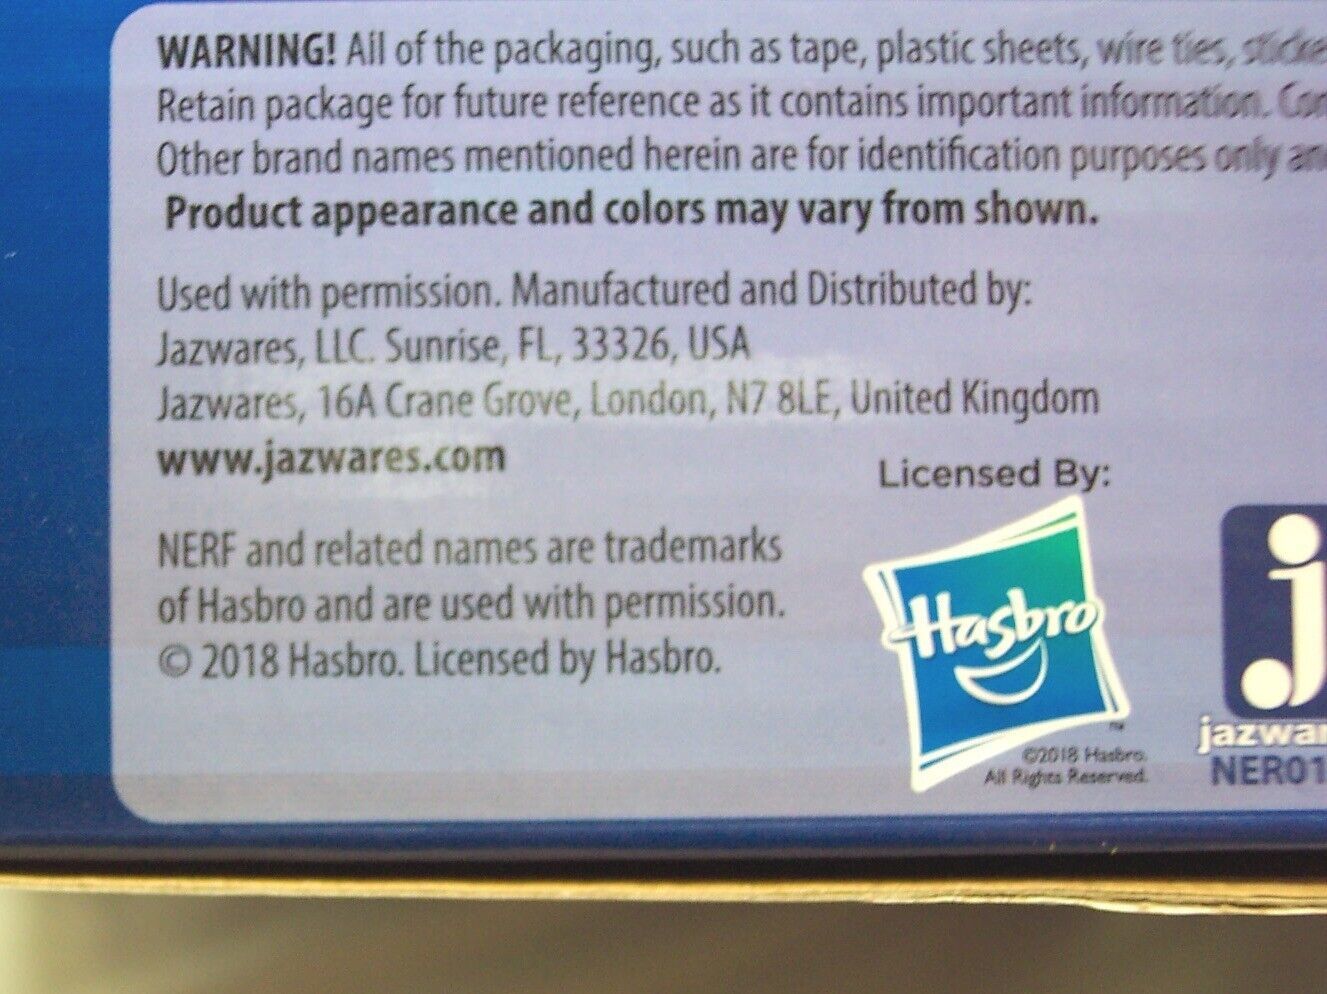 WARNING! All of the packaging, such as tape, plastic sheets, wire ties,
Retain package for future reference as it contains important information.
Other brand names mentioned herein are for identification purposes only
Product appearance and colors may vary from shown.
Used with permission. Manufactured and Distributed by:
Jazwares, LLC. Sunrise, FL, 33326, USA
Jazwares, 16A Crane Grove, London, N7 8LE, United Kingdom
www.jazwares.com
Licensed By:
NERF and related names are trademarks
of Hasbro and are used with permission.
© 2018 Hasbro. Licensed by Hasbro.
Hasbro
™
©2018 Hasbro.
All Rights Reserved.
j
jazwar
NER01